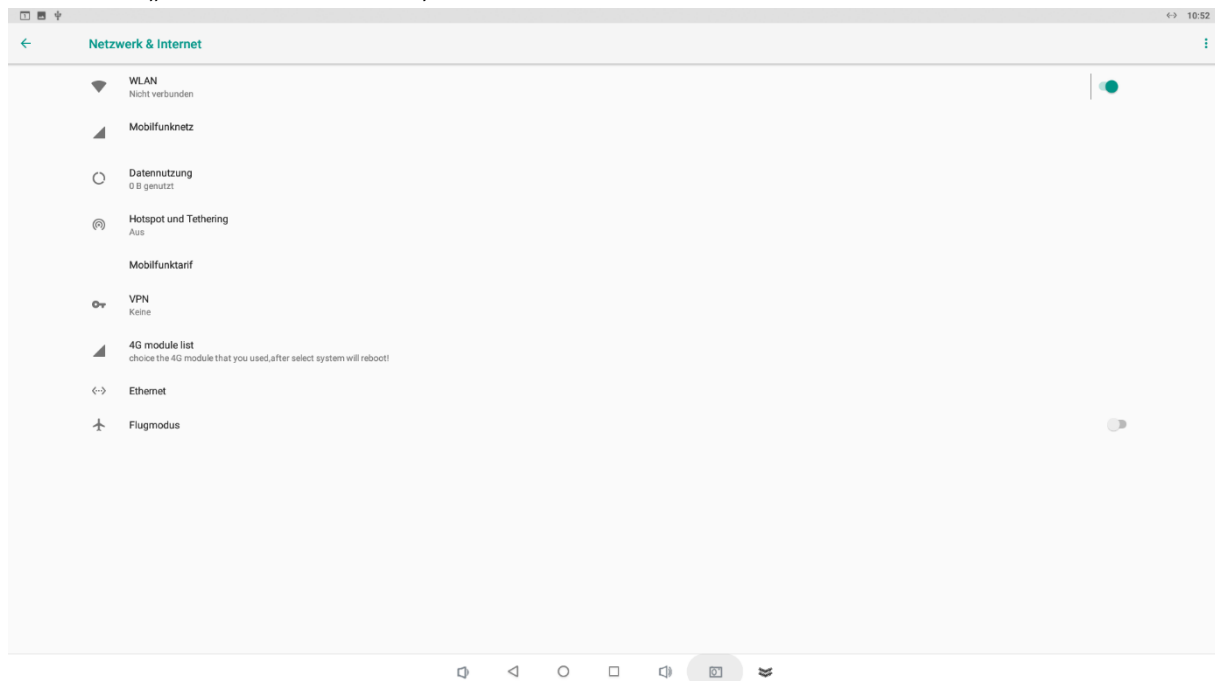 10:52
Netzwerk & Internet
WLAN
Nicht verbunden
Mobilfunknetz
Datennutzung
0 B genutzt
Hotspot und Tethering
Aus
Mobilfunktarif
VPN
Keine
4G module list
choice the 4G module that you used,after select system will reboot!
Ethernet
Flugmodus